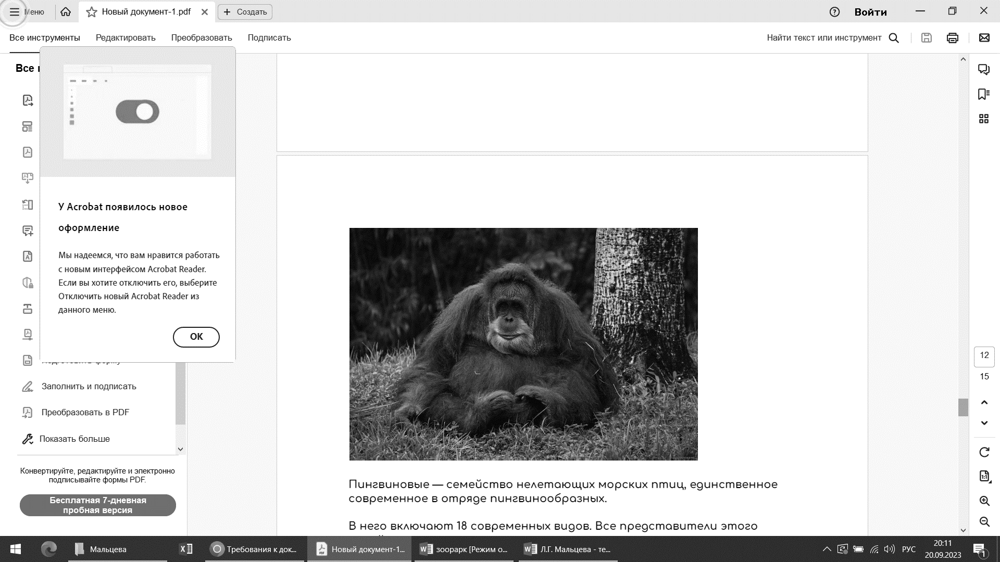 Меню
Новый документ-1.pdf
Создать
Войти
Все инструменты
Редактировать
Преобразовать
Подписать
Найти текст или инструмент
Все
У Acrobat появилось новое
оформление
Мы надеемся, что вам нравится работать
с новым интерфейсом Acrobat Reader.
Если вы хотите отключить его, выберите
Отключить новый Acrobat Reader из
данного меню.
ОК
Заполнить и подписать
Преобразовать в PDF
Показать больше
Конвертируйте, редактируйте и электронно
подписывайте формы PDF.
Бесплатная 7-дневная
пробная версия
Пингвиновые — семейство нелетающих морских птиц, единственное
современное в отряде пингвинообразных.
В него включают 18 современных видов. Все представители этого
12
15
1:1
Мальцева
Требования к док...
Новый документ-1...
зоорарк [Режим о...
Л.Г. Мальцева - те...
РУС
20:11
20.09.2023
1